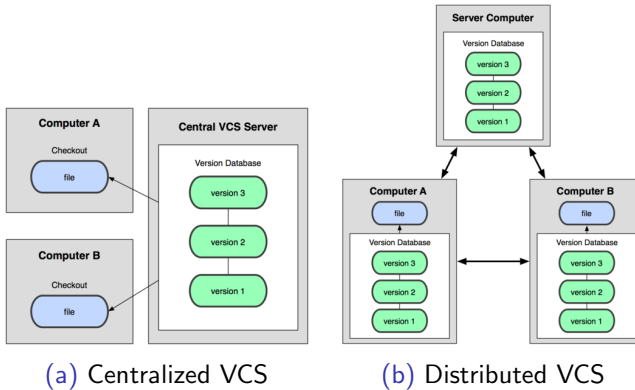 Computer A
Checkout
file
Computer B
Checkout
file
Central VCS Server
Version Database
version 3
version 2
version 1
(a) Centralized VCS
Server Computer
Version Database
version 3
version 2
version 1
Computer A
file
Version Database
version 3
version 2
version 1
Computer B
file
Version Database
version 3
version 2
version 1
(b) Distributed VCS